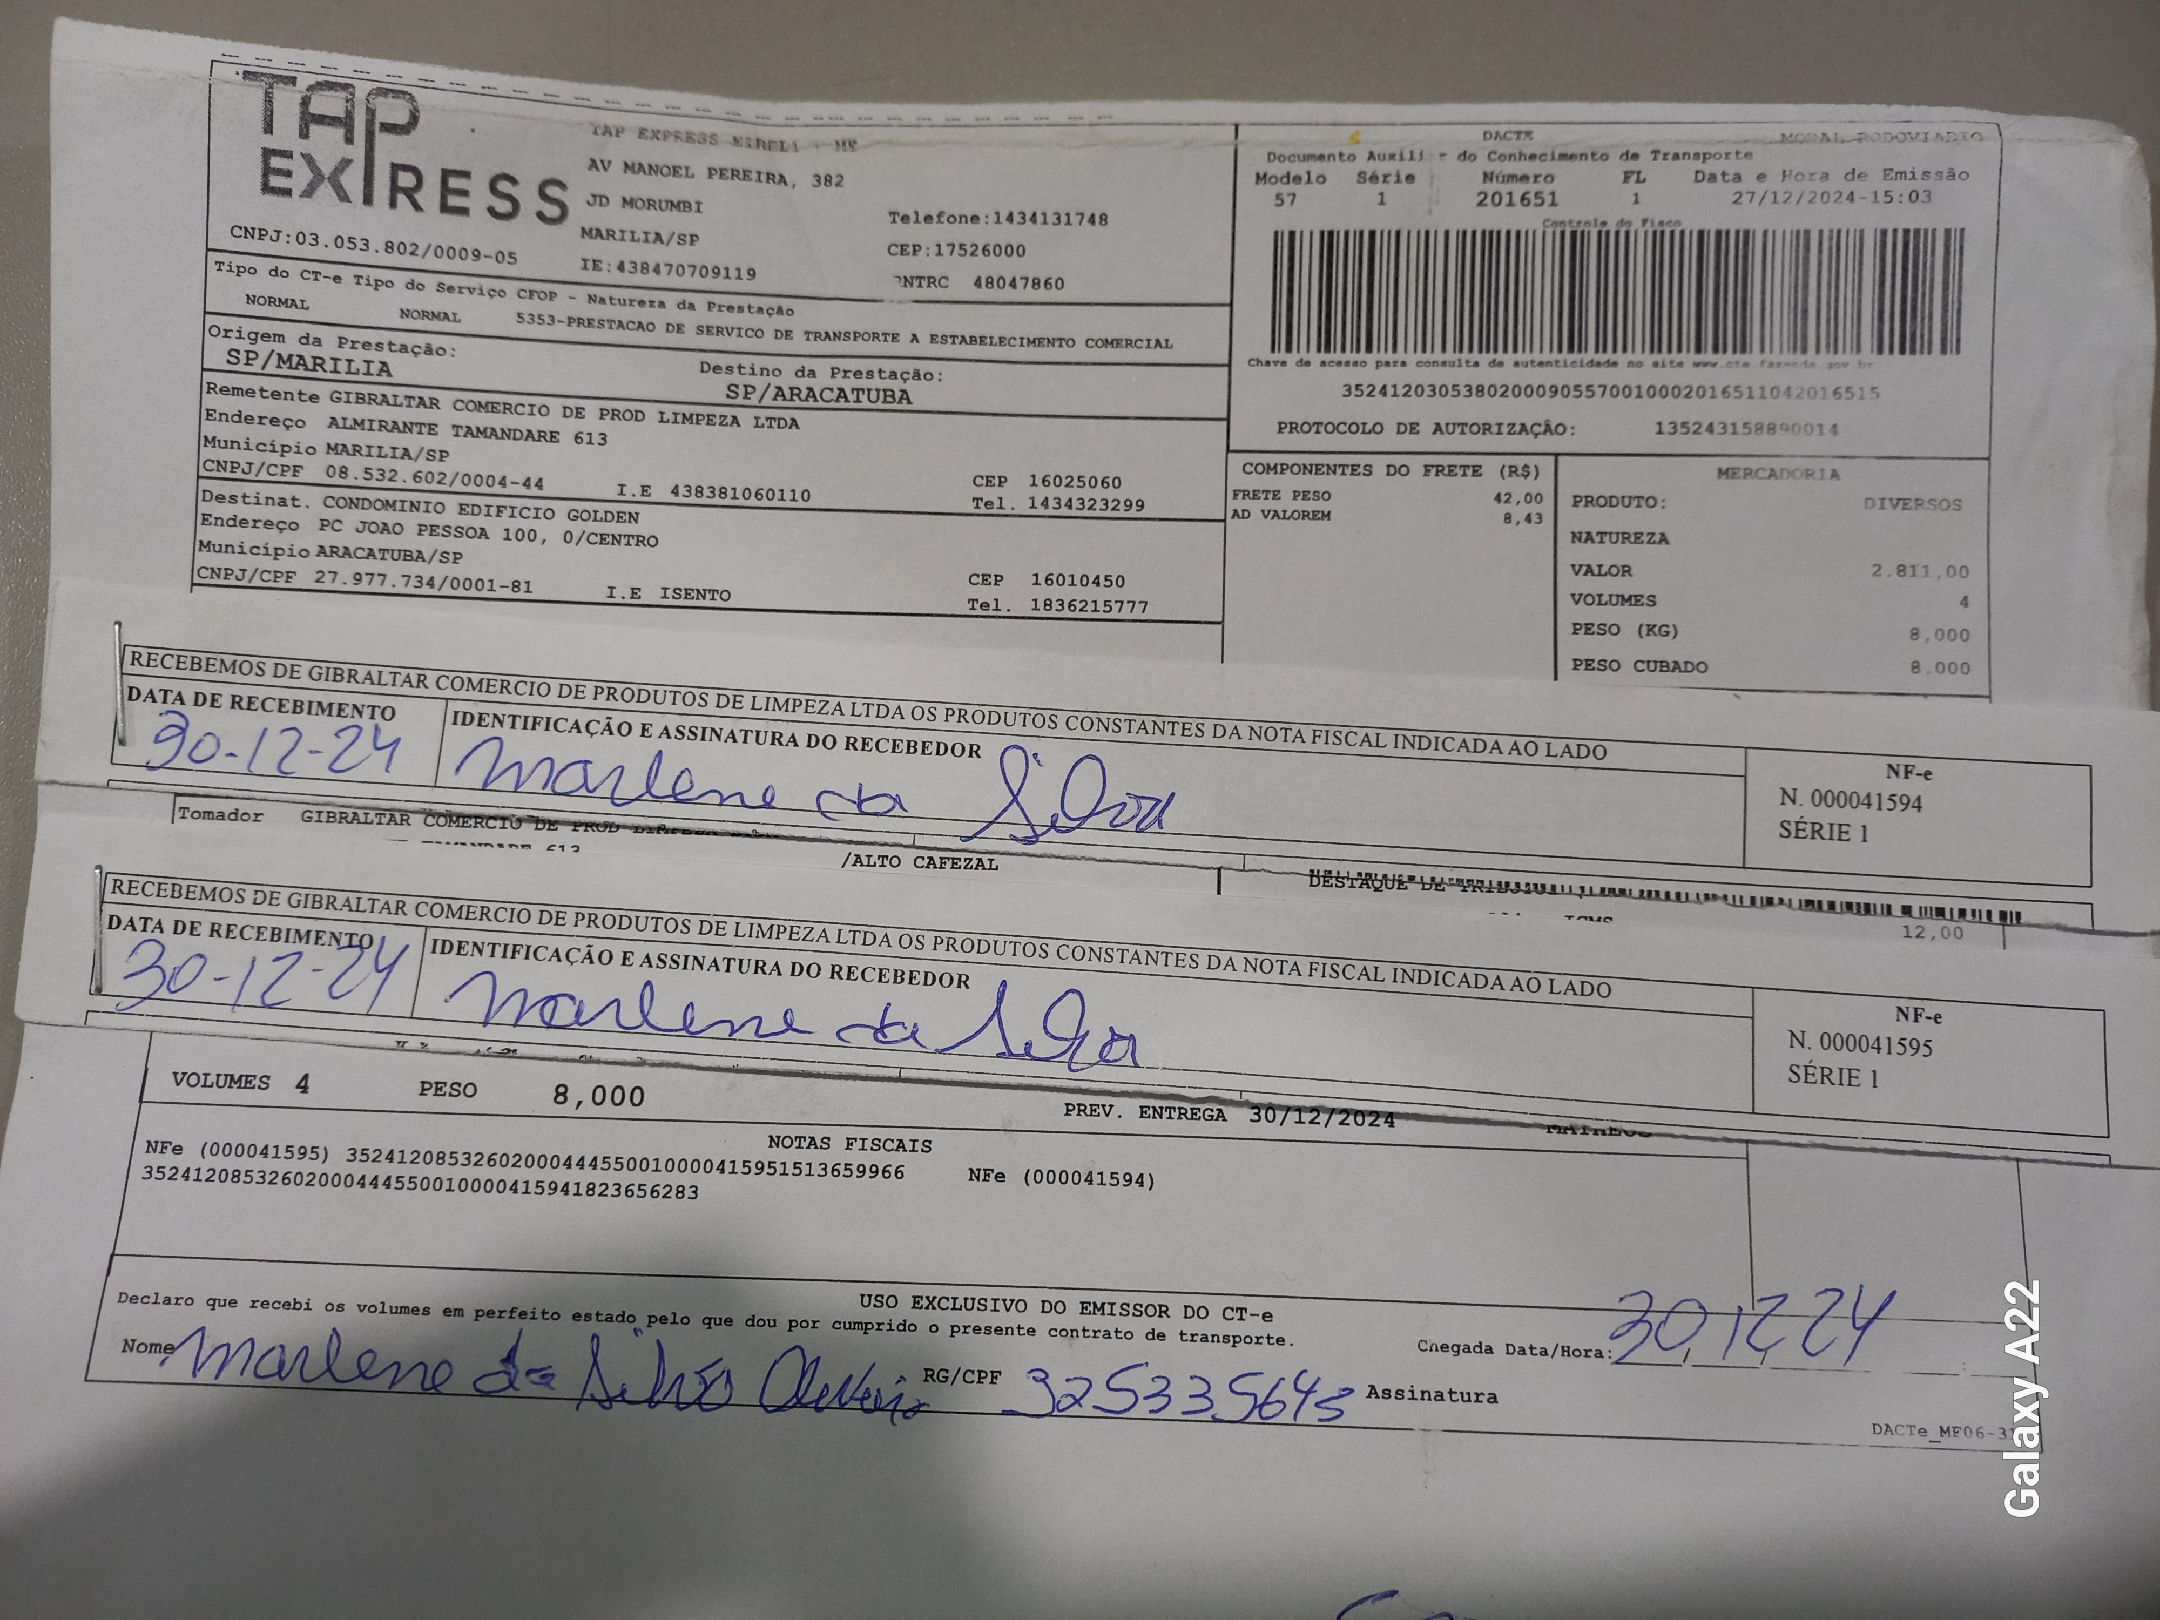 TAP EXPRESS
TAP EXPRESS EIRELI - ME
AV MANOEL PEREIRA, 382
JD MORUMBI
MARILIA/SP
IE:438470709119
Telefone:1434131748
CEP:17526000
RNTRC 48047860
CNPJ:03.053.802/0009-05
DACTE
MODAL RODOVIARIO
Documento Auxiliar do Conhecimento de Transporte
Modelo Série Número FL Data e Hora de Emissão
57 1 201651 1 27/12/2024-15:03
Controle do Fisco
Chave de acesso para consulta de autenticidade no site www.cte.fazenda.gov.br
35241203053802000905570010002016511042016515
PROTOCOLO DE AUTORIZAÇÃO: 135243158890014
Tipo do CT-e Tipo do Serviço CFOP - Natureza da Prestação
NORMAL NORMAL 5353-PRESTACAO DE SERVICO DE TRANSPORTE A ESTABELECIMENTO COMERCIAL
Origem da Prestação:
SP/MARILIA
Destino da Prestação:
SP/ARACATUBA
Remetente GIBRALTAR COMERCIO DE PROD LIMPEZA LTDA
Endereço ALMIRANTE TAMANDARE 613
Município MARILIA/SP
CNPJ/CPF 08.532.602/0004-44 I.E 438381060110
CEP 16025060
Tel. 1434323299
Destinat. CONDOMINIO EDIFICIO GOLDEN
Endereço PC JOAO PESSOA 100, 0/CENTRO
Município ARACATUBA/SP
CNPJ/CPF 27.977.734/0001-81 I.E ISENTO
CEP 16010450
Tel. 1836215777
COMPONENTES DO FRETE (R$)
FRETE PESO 42,00
AD VALOREM 8,43
MERCADORIA
PRODUTO: DIVERSOS
NATUREZA
VALOR 2.811,00
VOLUMES 4
PESO (KG) 8,000
PESO CUBADO 8.000
RECEBEMOS DE GIBRALTAR COMERCIO DE PRODUTOS DE LIMPEZA LTDA OS PRODUTOS CONSTANTES DA NOTA FISCAL INDICADA AO LADO
DATA DE RECEBIMENTO
30-12-24
IDENTIFICAÇÃO E ASSINATURA DO RECEBEDOR
Marlene da Silva
NF-e
N. 000041594
SÉRIE 1
Tomador GIBRALTAR COMERCIO DE PROD
/ALTO CAFEZAL
DESTAQUE DE
ICMS
12,00
RECEBEMOS DE GIBRALTAR COMERCIO DE PRODUTOS DE LIMPEZA LTDA OS PRODUTOS CONSTANTES DA NOTA FISCAL INDICADA AO LADO
DATA DE RECEBIMENTO
30-12-24
IDENTIFICAÇÃO E ASSINATURA DO RECEBEDOR
Marlene da Silva
NF-e
N. 000041595
SÉRIE 1
VOLUMES 4 PESO 8,000 PREV. ENTREGA 30/12/2024 MATHEUS
NOTAS FISCAIS
NFe (000041595) 35241208532602000444550010000415951513659966 NFe (000041594)
35241208532602000444550010000415941823656283
USO EXCLUSIVO DO EMISSOR DO CT-e
Declaro que recebi os volumes em perfeito estado pelo que dou por cumprido o presente contrato de transporte.
Chegada Data/Hora: 30,12,24
Nome Marlene da Silva Oliveira RG/CPF 325335643 Assinatura
DACTe_MF06-3
Galaxy A22